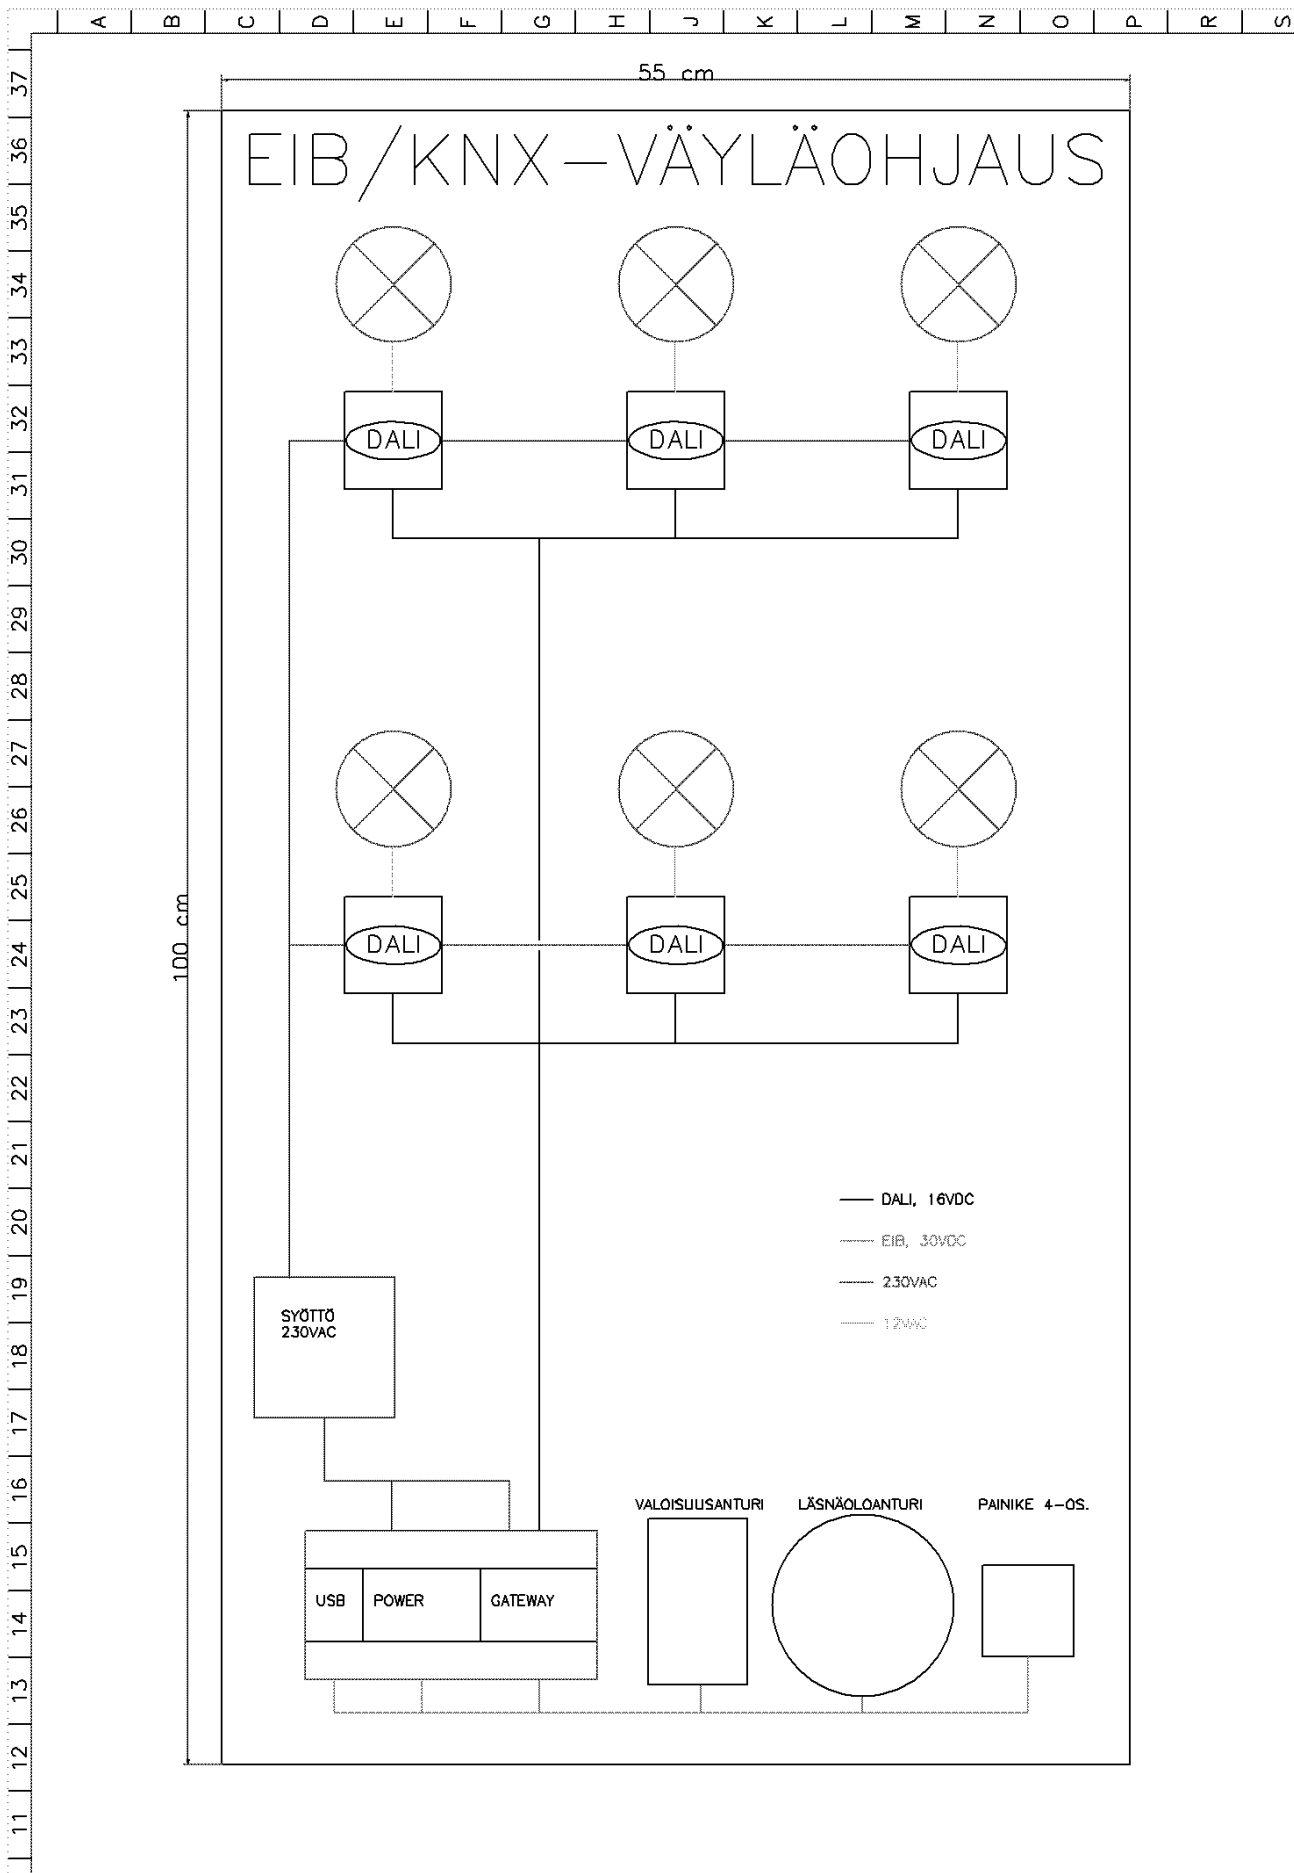 A B C D E F G H J K L M N O P R S
37
36
35
34
33
32
31
30
29
28
27
26
25
24
23
22
21
20
19
18
17
16
15
14
13
12
11
55 cm
100 cm
EIB/KNX-VÄYLÄOHJAUS
DALI DALI DALI
DALI DALI DALI
DALI, 16VDC
EIB, 30VDC
230VAC
12VAC
SYÖTTÖ
230VAC
VALOISUUSANTURI LÄSNÄOLOANTURI PAINIKE 4-OS.
USB POWER GATEWAY